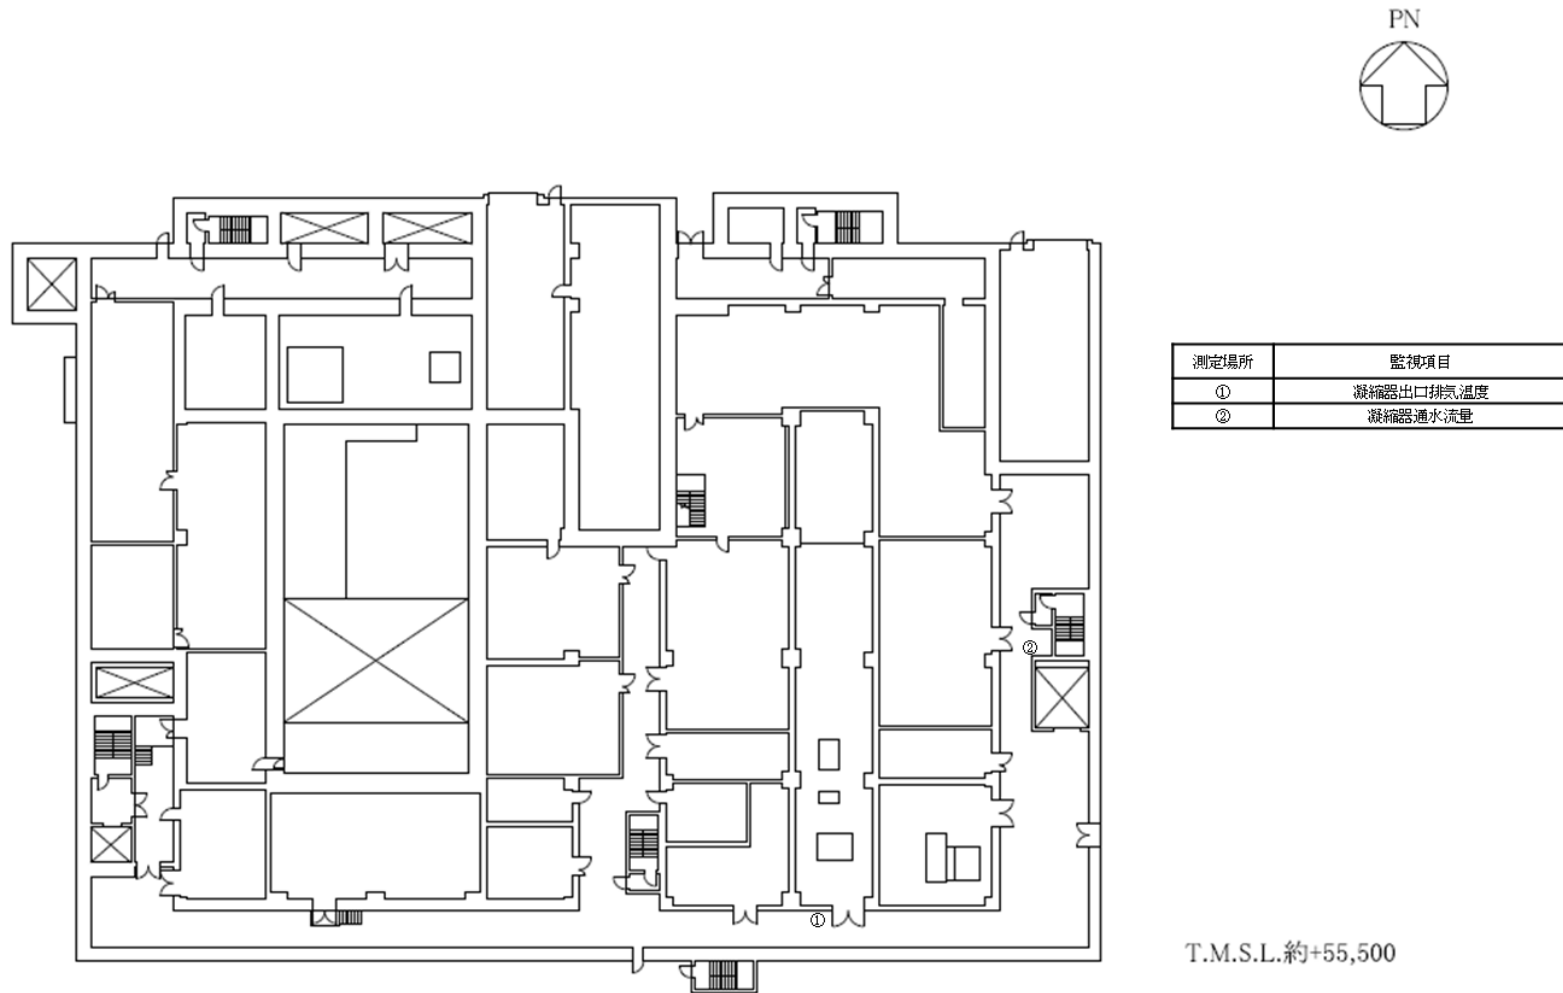 PN
測定場所 監視項目
① 凝縮器出口排気温度
② 凝縮器通水流量
②
①
T.M.S.L.約+55,500